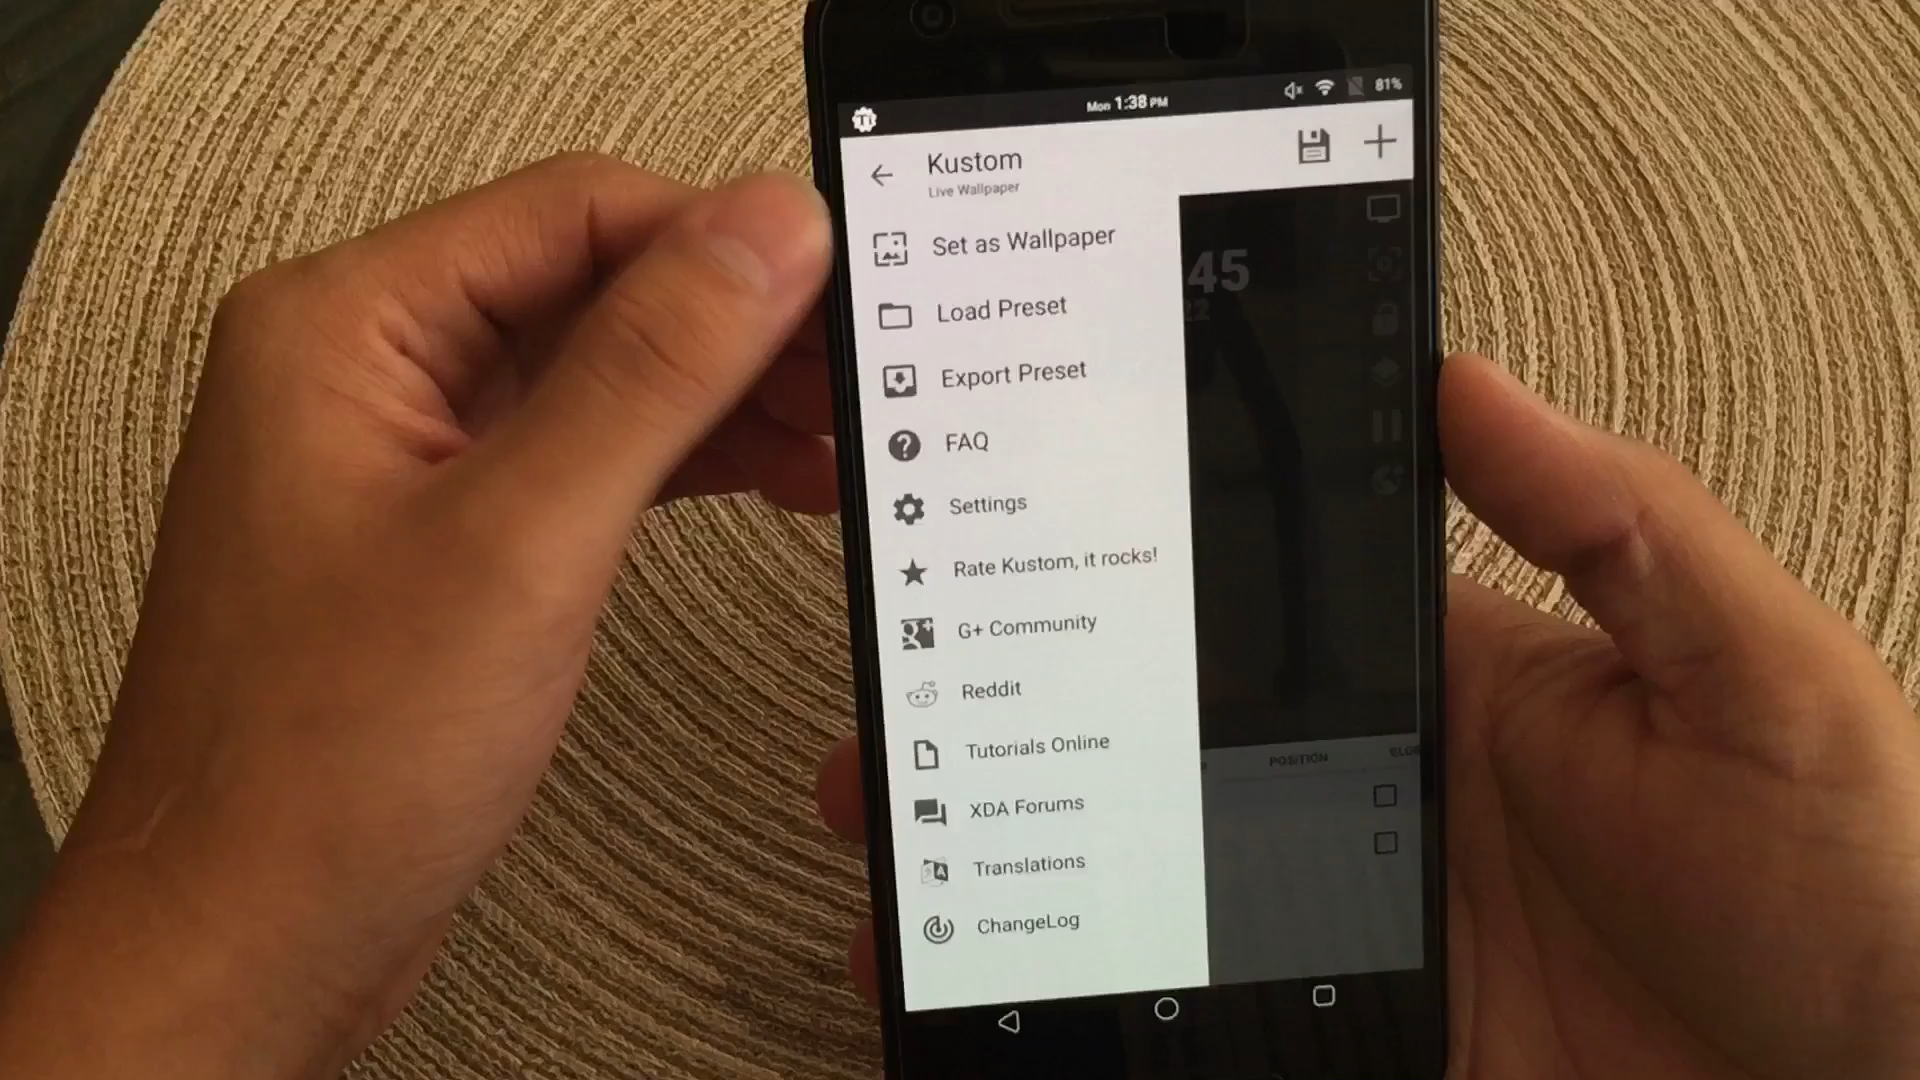 Mon 1:38 PM
81%
Kustom
Live Wallpaper
Set as Wallpaper
45
22
Load Preset
Export Preset
FAQ
Settings
Rate Kustom, it rocks!
G+ Community
Reddit
Tutorials Online
POSITION
XDA Forums
Translations
ChangeLog